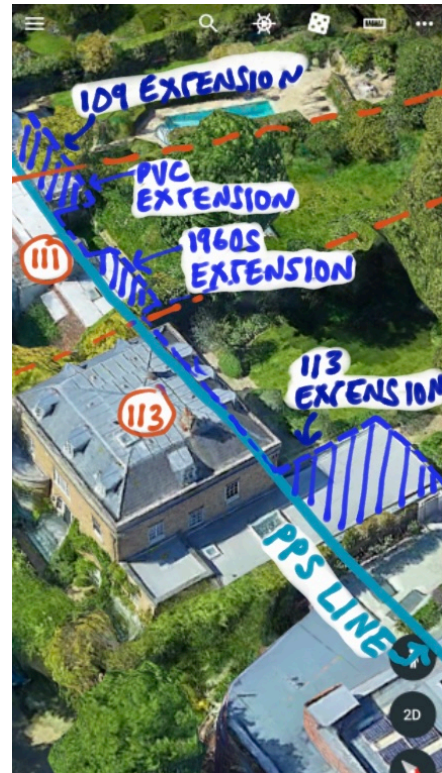 109 EXTENSION
PVC
EXTENSION
1960S
EXTENSION
111
113
EXTENSION
113
PPS LINE
2D